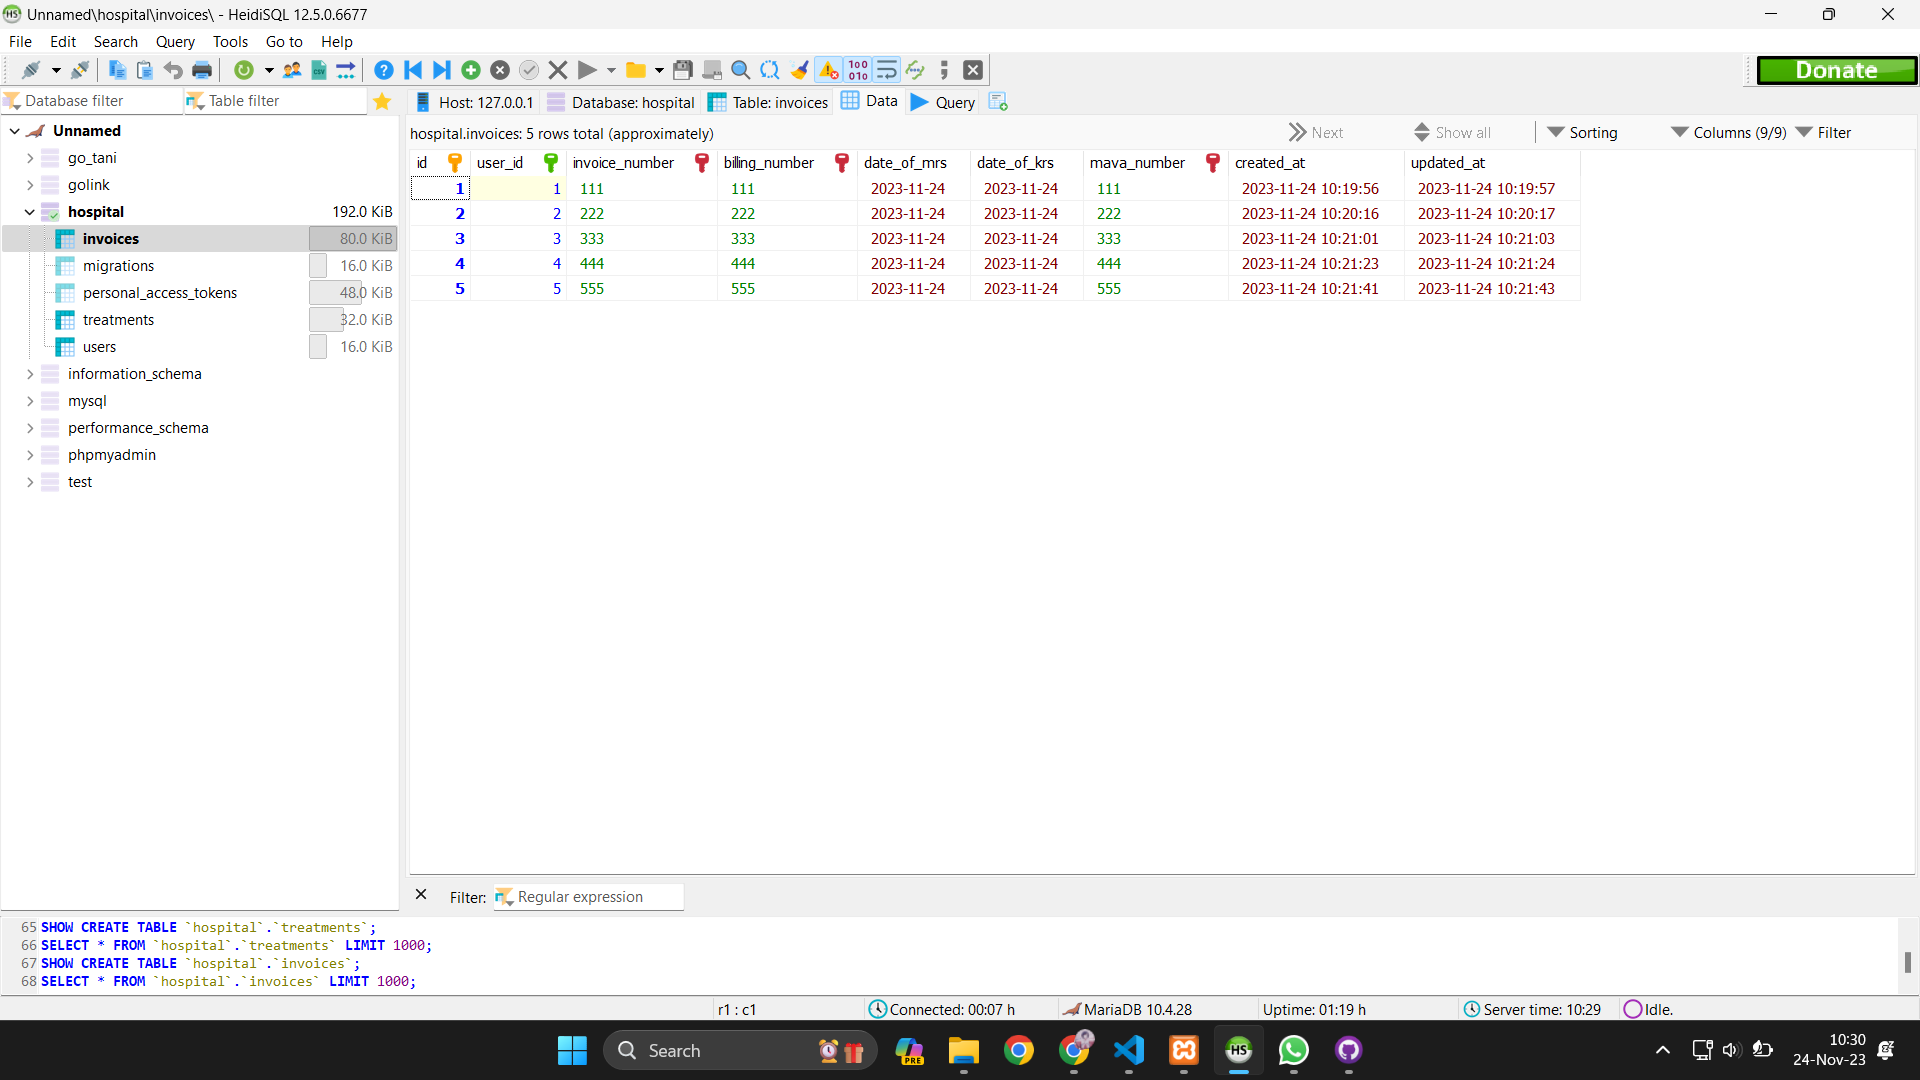 Unnamed\hospital\invoices\ - HeidiSQL 12.5.0.6677
File Edit Search Query Tools Go to Help
Donate
Database filter Table filter
Host: 127.0.0.1 Database: hospital Table: invoices Data Query
Unnamed
go_tani
golink
hospital 192.0 KiB
invoices 80.0 KiB
migrations 16.0 KiB
personal_access_tokens 48.0 KiB
treatments 32.0 KiB
users 16.0 KiB
information_schema
mysql
performance_schema
phpmyadmin
test
hospital.invoices: 5 rows total (approximately) Next Show all Sorting Columns (9/9) Filter
id user_id invoice_number billing_number date_of_mrs date_of_krs mava_number created_at updated_at
1 1 111 111 2023-11-24 2023-11-24 111 2023-11-24 10:19:56 2023-11-24 10:19:57
2 2 222 222 2023-11-24 2023-11-24 222 2023-11-24 10:20:16 2023-11-24 10:20:17
3 3 333 333 2023-11-24 2023-11-24 333 2023-11-24 10:21:01 2023-11-24 10:21:03
4 4 444 444 2023-11-24 2023-11-24 444 2023-11-24 10:21:23 2023-11-24 10:21:24
5 5 555 555 2023-11-24 2023-11-24 555 2023-11-24 10:21:41 2023-11-24 10:21:43
Filter: Regular expression
65 SHOW CREATE TABLE `hospital`.`treatments`;
66 SELECT * FROM `hospital`.`treatments` LIMIT 1000;
67 SHOW CREATE TABLE `hospital`.`invoices`;
68 SELECT * FROM `hospital`.`invoices` LIMIT 1000;
r1 : c1 Connected: 00:07 h MariaDB 10.4.28 Uptime: 01:19 h Server time: 10:29 Idle.
Search PRE HS
10:30
24-Nov-23